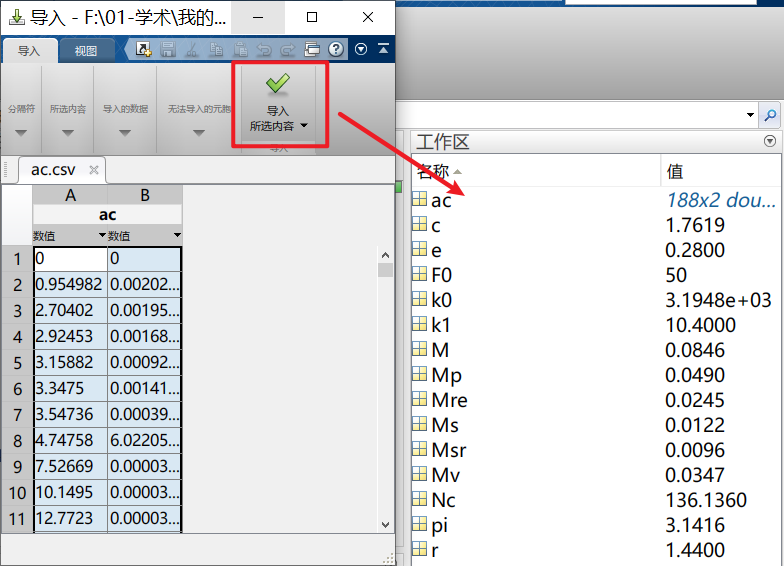 导入 - F:\01-学术\我的...
导入
视图
分隔符
所选内容
导入的数据
无法导入的元胞
导入
所选内容
导入
ac.csv
A B
ac
数值 数值
1 0 0
2 0.954982 0.00202...
3 2.70402 0.00195...
4 2.92453 0.00168...
5 3.15882 0.00092...
6 3.3475 0.00141...
7 3.54736 0.00039...
8 4.74758 6.02205...
9 7.52669 0.00003...
10 10.1495 0.00003...
11 12.7723 0.00003...
工作区
名称 值
ac 188x2 dou...
c 1.7619
e 0.2800
F0 50
k0 3.1948e+03
k1 10.4000
M 0.0846
Mp 0.0490
Mre 0.0245
Ms 0.0122
Msr 0.0096
Mv 0.0347
Nc 136.1360
pi 3.1416
r 1.4400